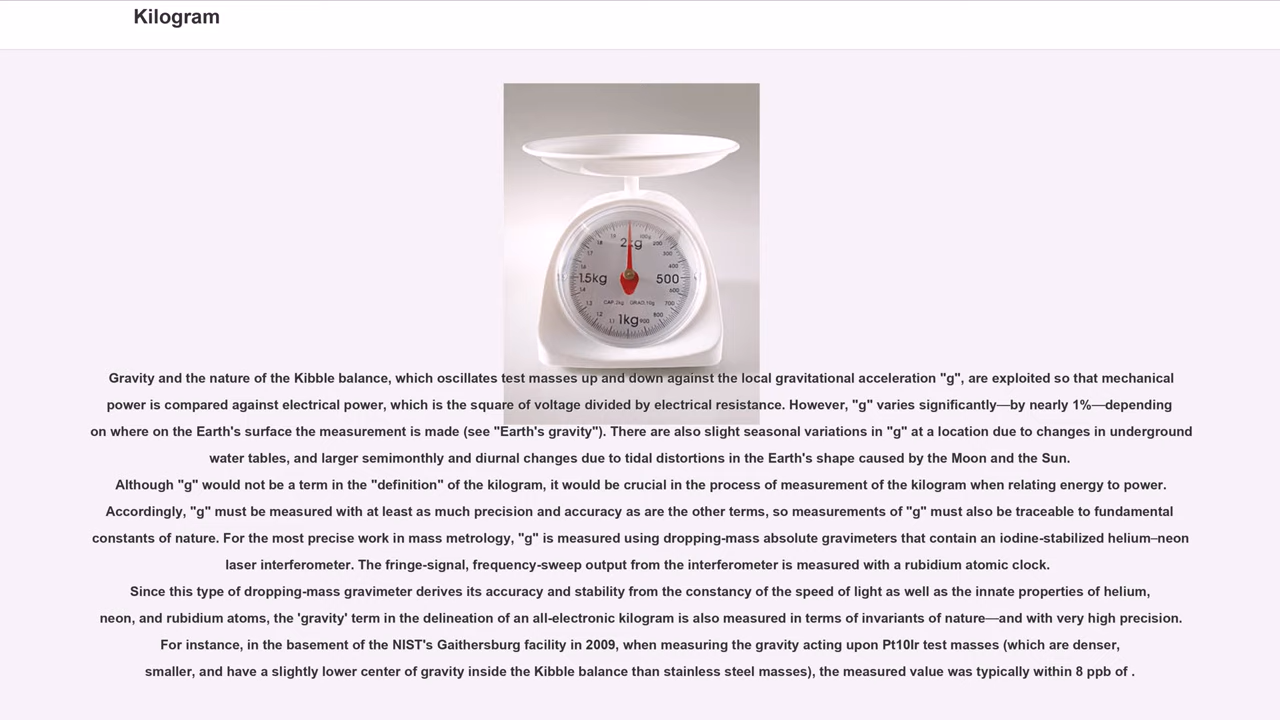 Kilogram
2kg
1.5kg
500
CAP.2kg GRAD.10g
1kg
Gravity and the nature of the Kibble balance, which oscillates test masses up and down against the local gravitational acceleration "g", are exploited so that mechanical
power is compared against electrical power, which is the square of voltage divided by electrical resistance. However, "g" varies significantly—by nearly 1%—depending
on where on the Earth's surface the measurement is made (see "Earth's gravity"). There are also slight seasonal variations in "g" at a location due to changes in underground
water tables, and larger semimonthly and diurnal changes due to tidal distortions in the Earth's shape caused by the Moon and the Sun.
Although "g" would not be a term in the "definition" of the kilogram, it would be crucial in the process of measurement of the kilogram when relating energy to power.
Accordingly, "g" must be measured with at least as much precision and accuracy as are the other terms, so measurements of "g" must also be traceable to fundamental
constants of nature. For the most precise work in mass metrology, "g" is measured using dropping-mass absolute gravimeters that contain an iodine-stabilized helium–neon
laser interferometer. The fringe-signal, frequency-sweep output from the interferometer is measured with a rubidium atomic clock.
Since this type of dropping-mass gravimeter derives its accuracy and stability from the constancy of the speed of light as well as the innate properties of helium,
neon, and rubidium atoms, the 'gravity' term in the delineation of an all-electronic kilogram is also measured in terms of invariants of nature—and with very high precision.
For instance, in the basement of the NIST's Gaithersburg facility in 2009, when measuring the gravity acting upon Pt10Ir test masses (which are denser,
smaller, and have a slightly lower center of gravity inside the Kibble balance than stainless steel masses), the measured value was typically within 8 ppb of .